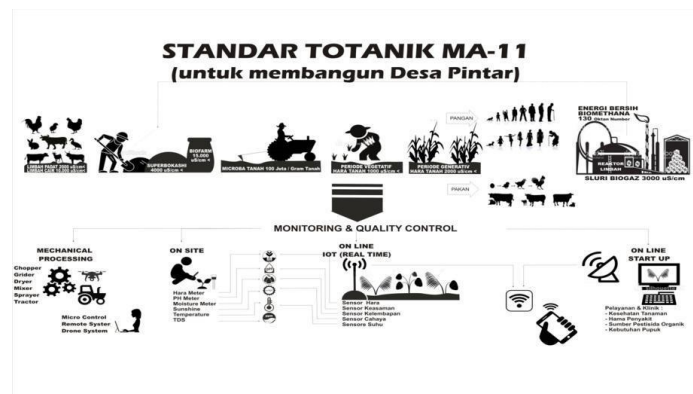 STANDAR TOTANIK MA-11
(untuk membangun Desa Pintar)
LIMBAH PADAT 2000 uS/cm
LIMBAH CAIR 10.000 uS/cm
SUPERBOKASHI
4000 uS/cm <
BIOFARM
15.000
uS/cm <
MICROBA TANAH 100 Jota / Gram Tanah
PERIODE VEGETATIF
HARA TANAH 1000 uS/cm <
PERIODE GENERATIV
HARA TANAH 2000 uS/cm <
PANGAN
PAKAN
ENERGI BERSIH
BIOMETHANA
130 Oktan Number
REAKTOR
LIMBAH
SLURI BIOGAZ 3000 uS/cm
MONITORING & QUALITY CONTROL
MECHANICAL
PROCESSING
Chopper
Grider
Dryer
Mixer
Sprayer
Tractor
Micro Control
Remote Syster
Drone System
ON SITE
Hara Meter
PH Meter
Moisture Meter
Sunshine
Temperature
TDS
ON LINE
IOT (REAL TIME)
Sensor Hara
Sensor Keasaman
Sensor Kelembapan
Sensor Cahaya
Sensore Suhu
ON LINE
START UP
Pelayanan & Klinik :
- Kesehatan Tanaman
- Hama Penyakit
- Sumber Pestisida Organik
- Kebutuhan Pupuk